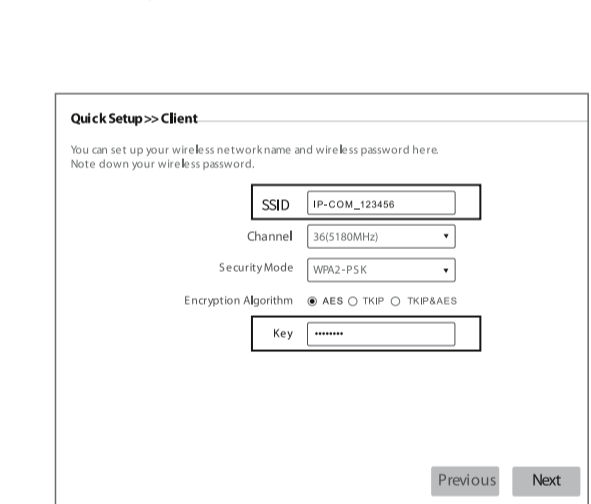 Quick Setup>> Client
You can set up your wireless network name and wireless password here.
Note down your wireless password.
SSID IP-COM_123456
Channel 36(5180MHz)
Security Mode WPA2-PSK
Encryption Algorithm AES TKIP TKIP&AES
Key ••••••••
Previous Next